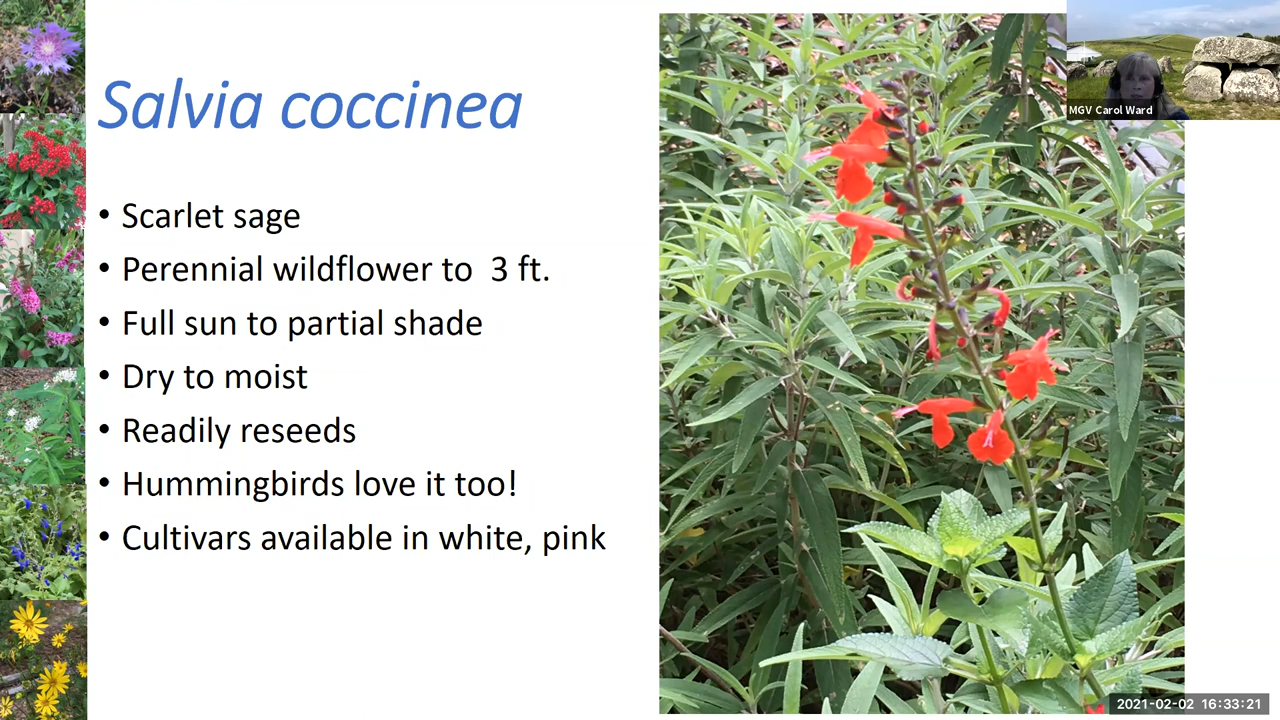 Salvia coccinea
• Scarlet sage
• Perennial wildflower to  3 ft.
• Full sun to partial shade
• Dry to moist
• Readily reseeds
• Hummingbirds love it too!
• Cultivars available in white, pink
MGV Carol Ward
2021-02-02 16:33:21